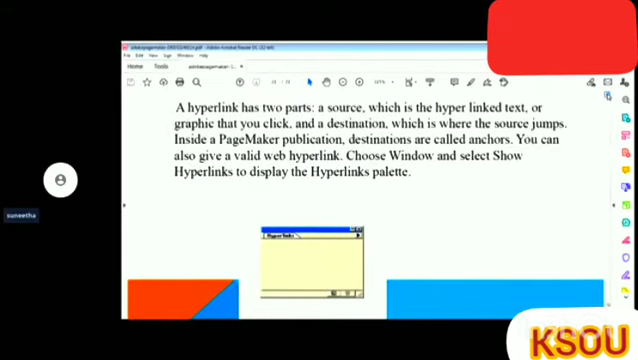 Home Tools
A hyperlink has two parts: a source, which is the hyper linked text, or
graphic that you click, and a destination, which is where the source jumps.
Inside a PageMaker publication, destinations are called anchors. You can
also give a valid web hyperlink. Choose Window and select Show
Hyperlinks to display the Hyperlinks palette.
suneetha
Hyperlinks
KSOU